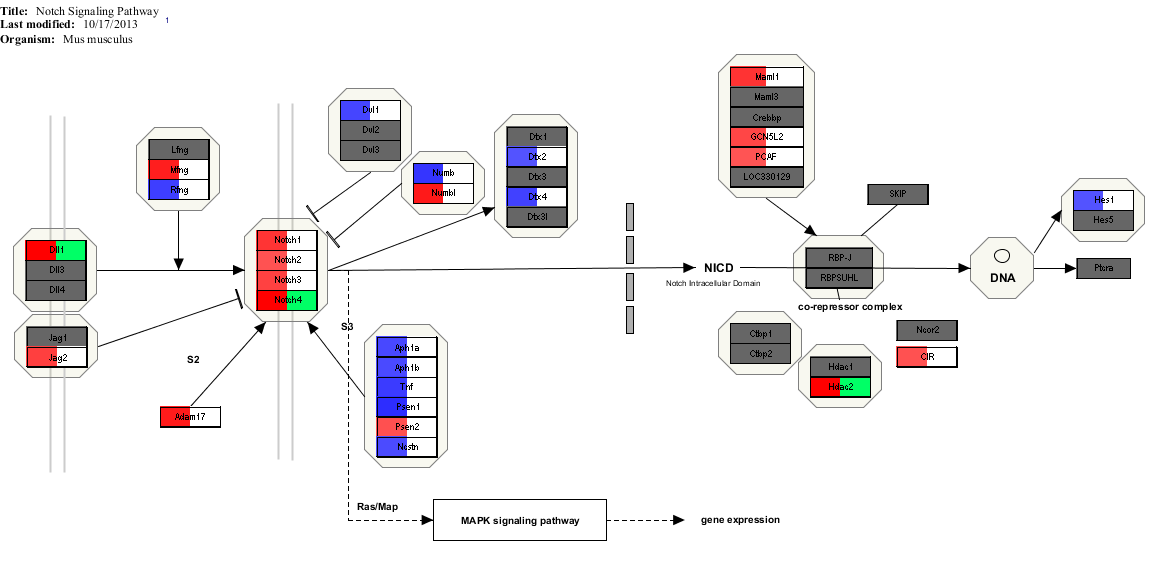 Title: Notch Signaling Pathway
Last modified: 10/17/2013 1
Organism: Mus musculus
Maml1
Maml3
Crebbp
GCN5L2
PCAF
LOC330129
Dvl1
Dvl2
Dvl3
Dtx1
Dtx2
Dtx3
Dtx4
Dtx3l
Lfng
Mfng
Rfng
Numb
Numbl
SKIP
Hes1
Hes5
Dll1
Dll3
Dll4
Notch1
Notch2
Notch3
Notch4
NICD
Notch Intracellular Domain
RBP-J
RBPSUHL
DNA
Ptcra
co-repressor complex
Jag1
Jag2
S3
S2
Aph1a
Aph1b
Tnf
Psen1
Psen2
Ncstn
Ctbp1
Ctbp2
Ncor2
CIR
Hdac1
Hdac2
Adam17
Ras/Map
MAPK signaling pathway
gene expression